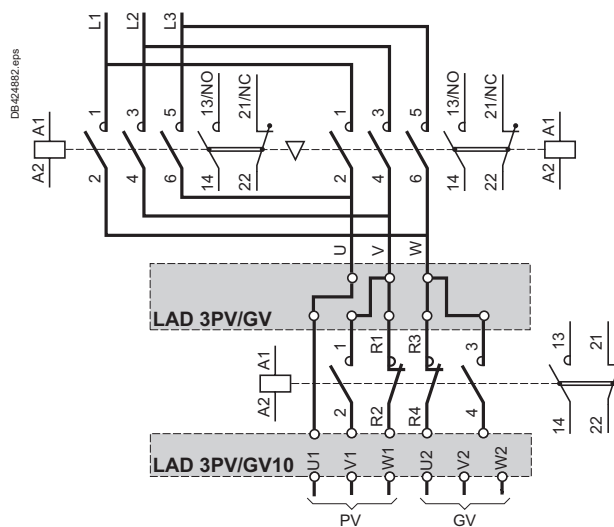 DB424882.eps
L1
L2
L3
A1
A2
1
3
5
13/NO
21/NC
2
4
6
14
22
1
3
5
13/NO
21/NC
2
4
6
14
22
A1
A2
U
V
W
LAD 3PV/GV
A1
A2
1
R1
R3
3
2
R2
R4
4
13
21
14
22
LAD 3PV/GV10
U1
V1
W1
U2
V2
W2
PV
GV